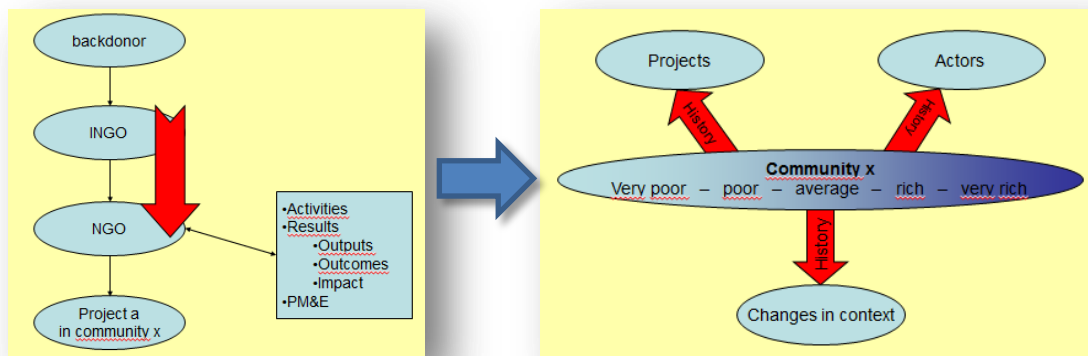 backdonor
INGO
NGO
Project a
in community x
•Activities
•Results
•Outputs
•Outcomes
•Impact
•PM&E
Projects
Actors
History
History
Community x
Very poor – poor – average – rich – very rich
History
Changes in context